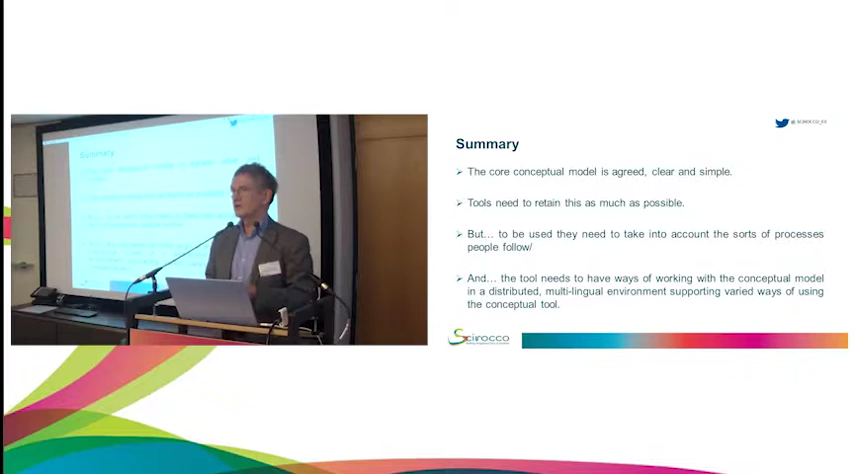 @ SCIROCCO_EU
Summary
➢ The core conceptual model is agreed, clear and simple.
➢ Tools need to retain this as much as possible.
➢ But… to be used they need to take into account the sorts of processes
people follow/
➢ And… the tool needs to have ways of working with the conceptual model
in a distributed, multi-lingual environment supporting varied ways of using
the conceptual tool.
Scirocco
Summary